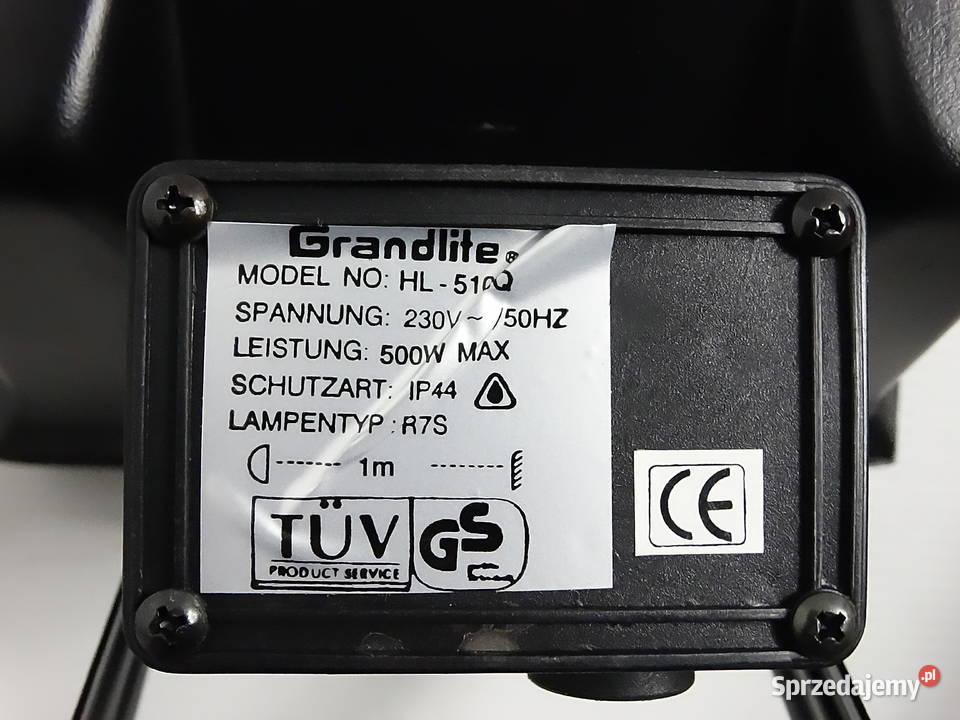 Grandlite®
MODEL NO: HL-510Q
SPANNUNG: 230V~/50HZ
LEISTUNG: 500W MAX
SCHUTZART: IP44
LAMPENTYP: R7S
1m
TÜV
PRODUCT SERVICE
GS
CE
Sprzedajemy.pl